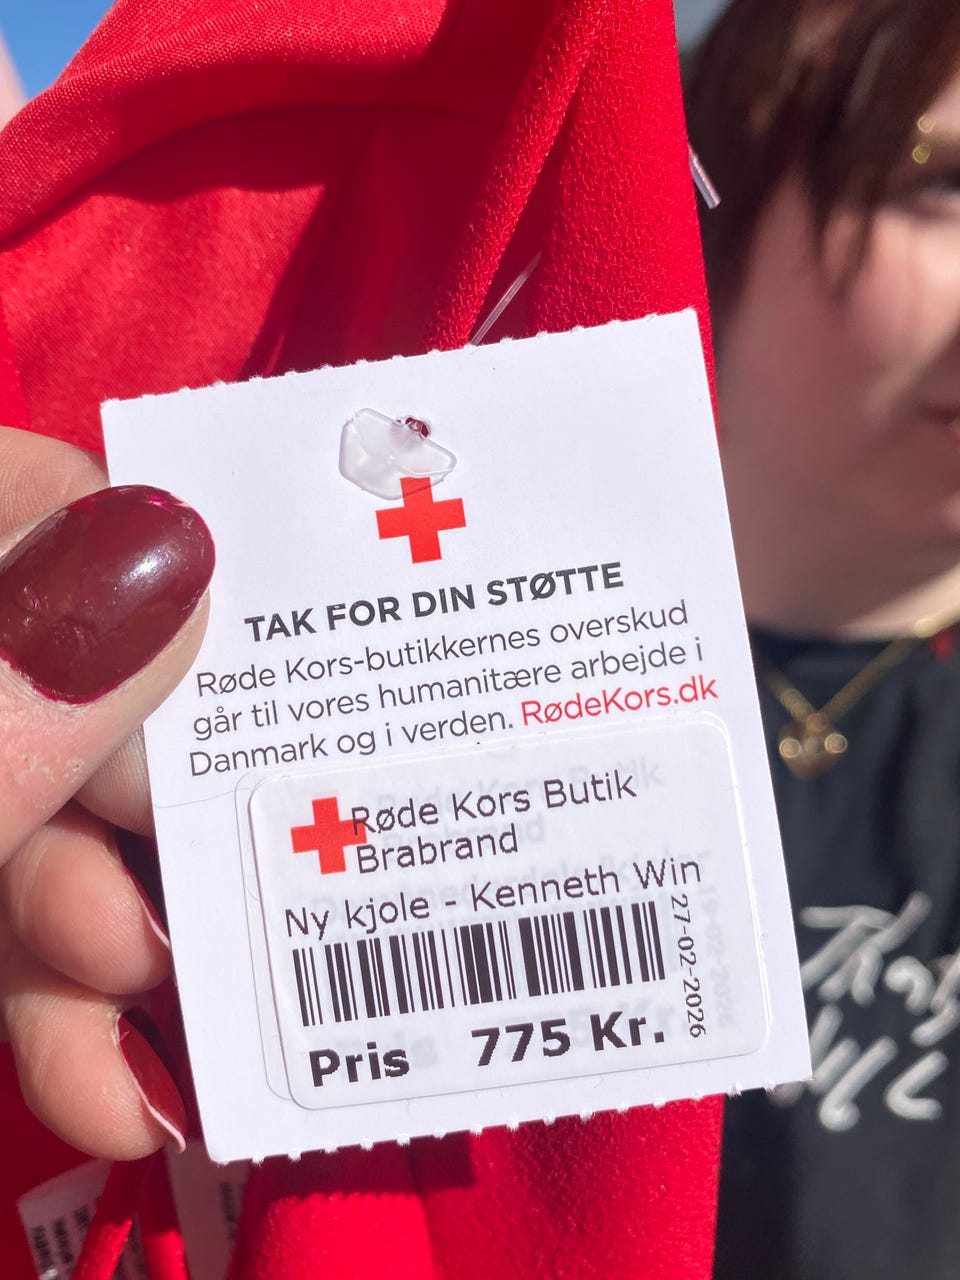 TAK FOR DIN STØTTE
Røde Kors-butikkernes overskud
går til vores humanitære arbejde i
Danmark og i verden. RødeKors.dk
Røde Kors Butik
Brabrand
Ny kjole - Kenneth Win
27-02-2026
Pris 775 Kr.